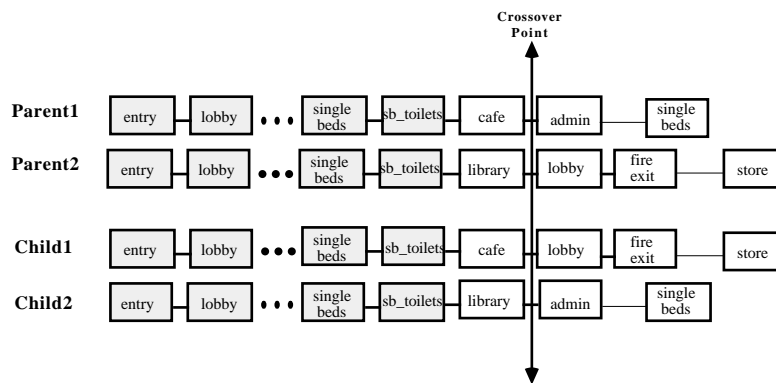 Crossover
Point
Parent1 entry lobby single beds sb_toilets cafe admin single beds
Parent2 entry lobby single beds sb_toilets library lobby fire exit store
Child1 entry lobby single beds sb_toilets cafe lobby fire exit store
Child2 entry lobby single beds sb_toilets library admin single beds